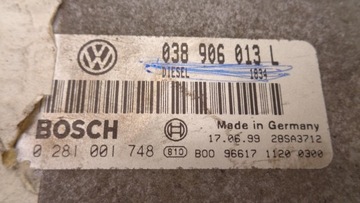 038 906 013 L
DIESEL 1034
BOSCH
Made in Germany
17.06.99 28SA3712
0 281 001 748 810 B00 96617 1120 0300